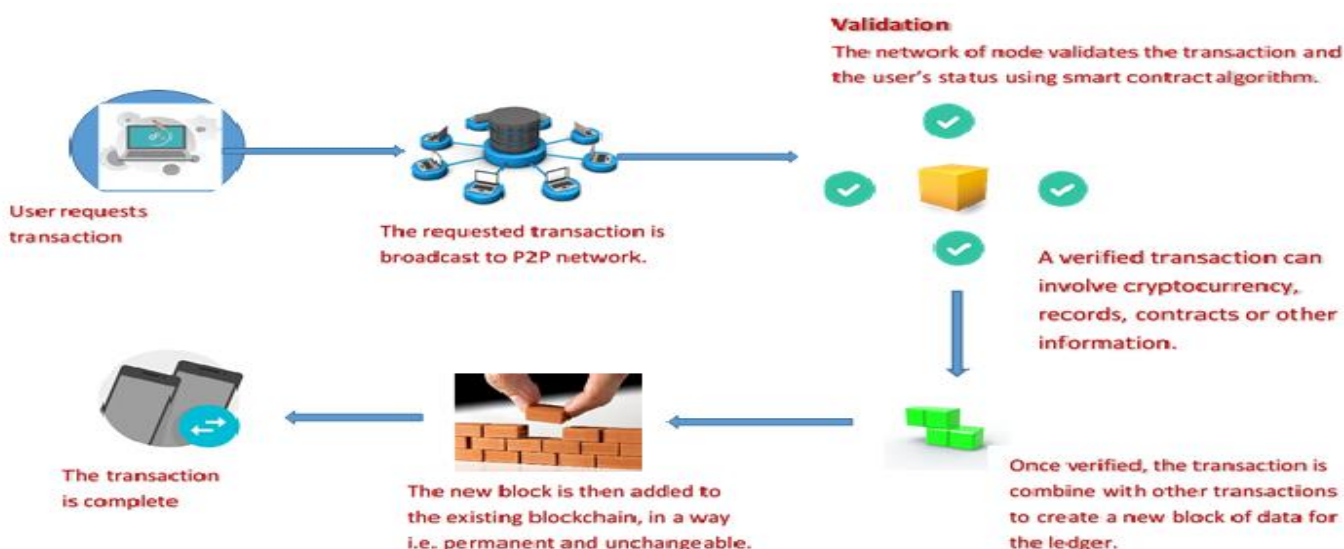 User requests
transaction
The requested transaction is
broadcast to P2P network.
Validation
The network of node validates the transaction and
the user's status using smart contract algorithm.
A verified transaction can
involve cryptocurrency,
records, contracts or other
information.
Once verified, the transaction is
combine with other transactions
to create a new block of data for
the ledger.
The new block is then added to
the existing blockchain, in a way
i.e. permanent and unchangeable.
The transaction
is complete